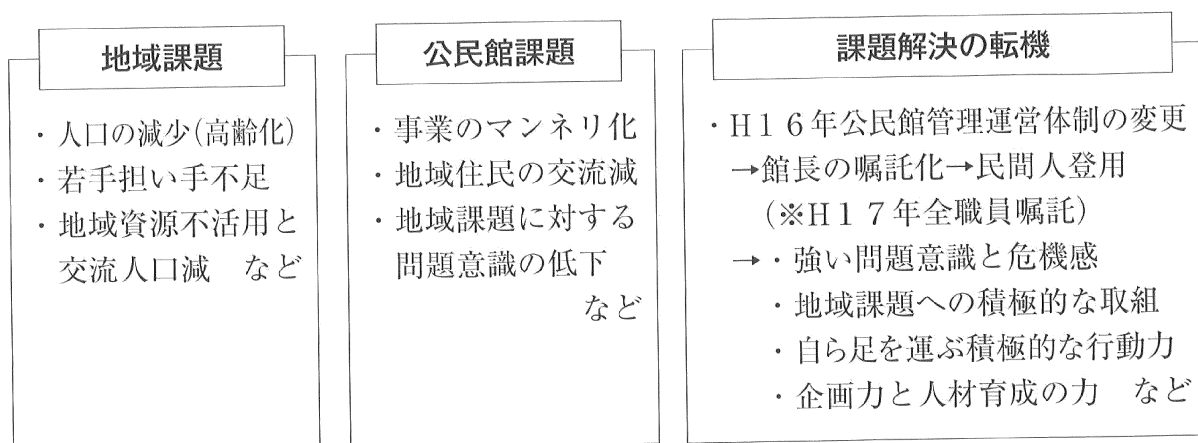 地域課題
・人口の減少(高齢化)
・若手担い手不足
・地域資源不活用と
交流人口減　など
公民館課題
・事業のマンネリ化
・地域住民の交流減
・地域課題に対する
問題意識の低下
など
課題解決の転機
・H１６年公民館管理運営体制の変更
→館長の嘱託化→民間人登用
（※H１７年全職員嘱託）
→・強い問題意識と危機感
・地域課題への積極的な取組
・自ら足を運ぶ積極的な行動力
・企画力と人材育成の力　など